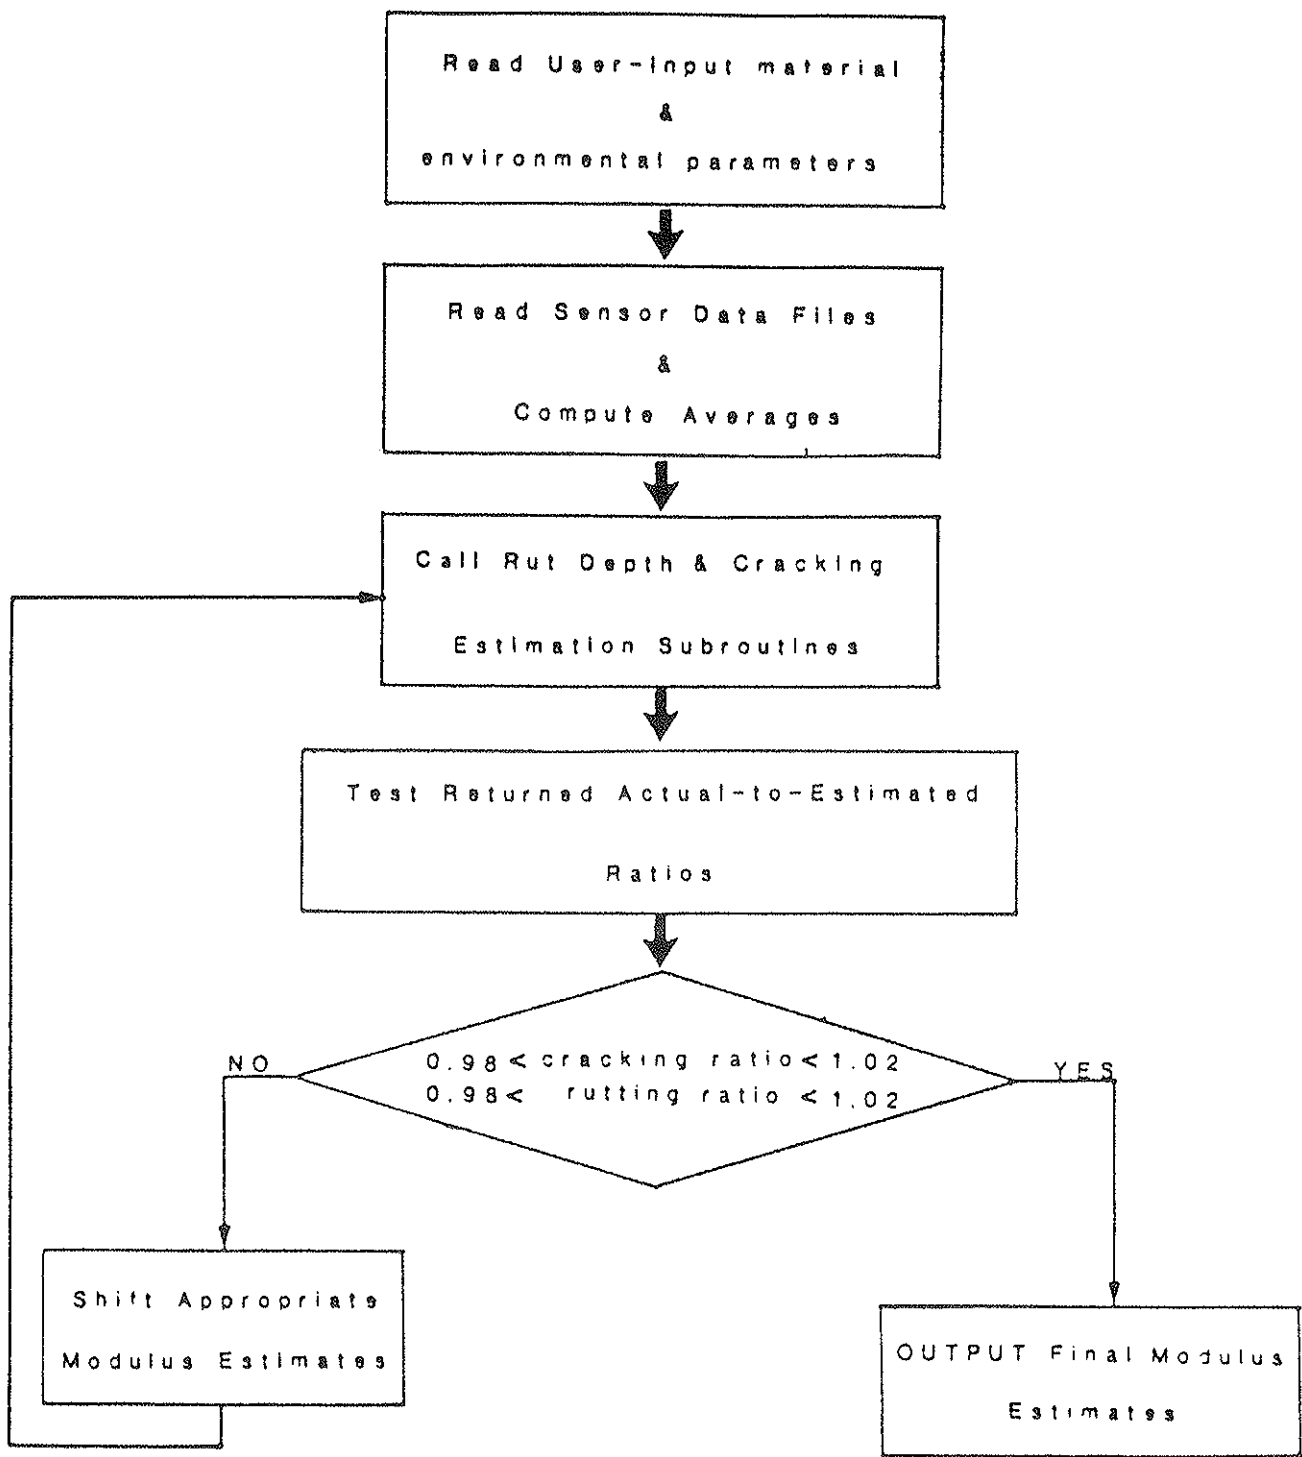 Read User-Input material
&
environmental parameters
Read Sensor Data Files
&
Compute Averages
Call Rut Depth & Cracking
Estimation Subroutines
Test Returned Actual-to-Estimated
Ratios
0.98 < cracking ratio < 1.02
0.98 < rutting ratio < 1.02
NO
YES
Shift Appropriate
Modulus Estimates
OUTPUT Final Modulus
Estimates